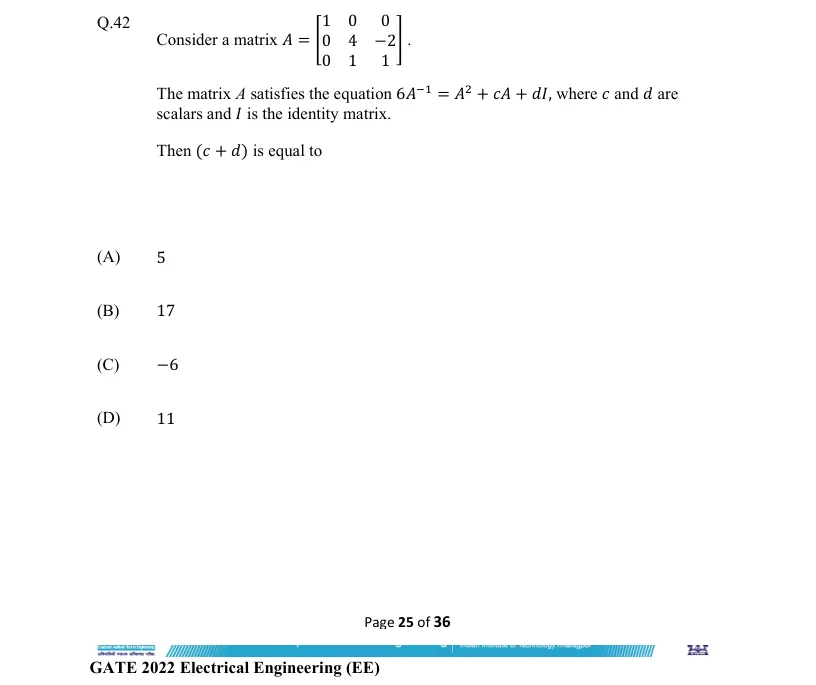 Q.42
Consider a matrix A = [1 0 0
0 4 −2
0 1 1] .
The matrix A satisfies the equation 6A⁻¹ = A² + cA + dI, where c and d are
scalars and I is the identity matrix.
Then (c + d) is equal to
(A) 5
(B) 17
(C) −6
(D) 11
Page 25 of 36
GATE 2022 Electrical Engineering (EE)